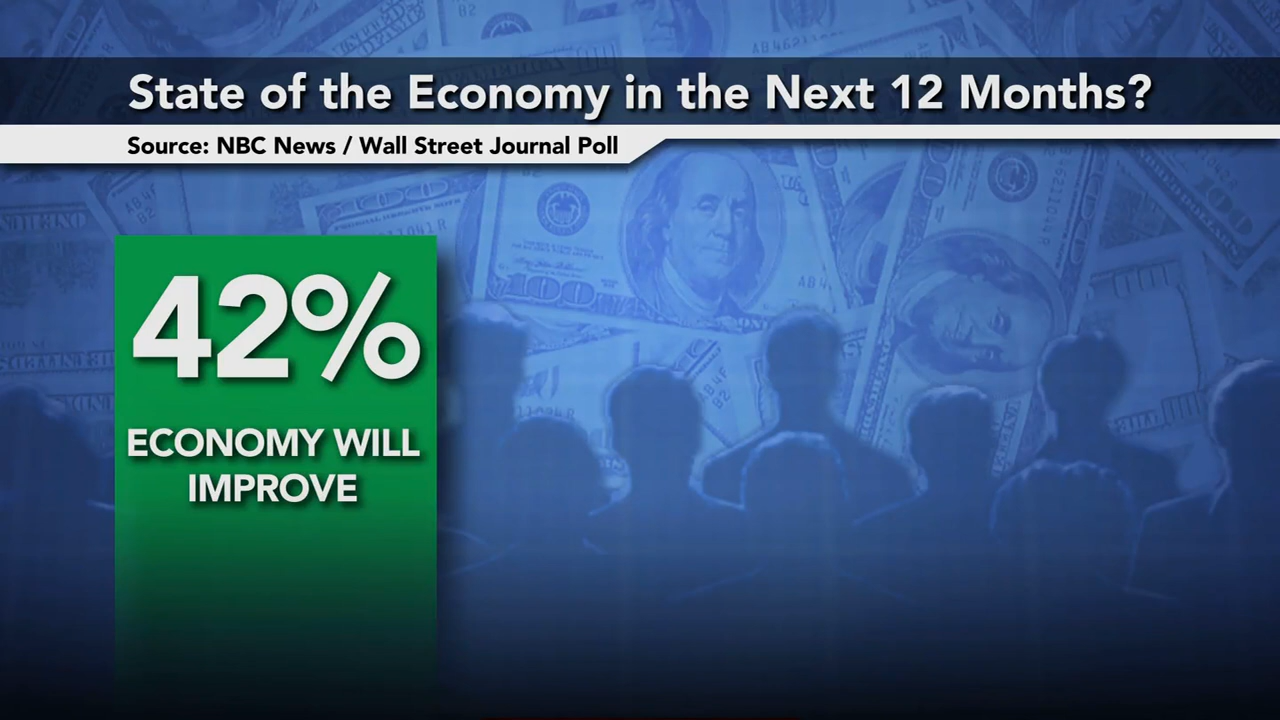 State of the Economy in the Next 12 Months?
Source: NBC News / Wall Street Journal Poll
42%
ECONOMY WILL
IMPROVE
100